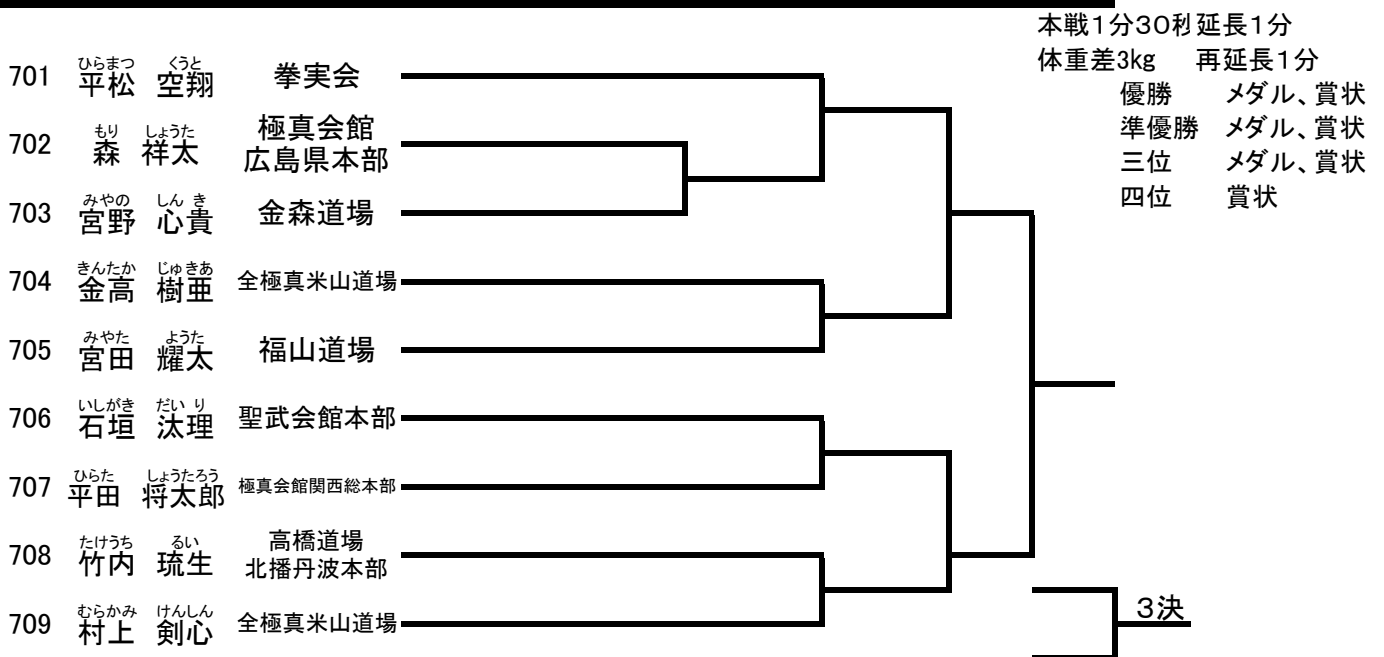 本戦1分30秒 延長1分
体重差3kg 再延長1分
優勝 メダル、賞状
準優勝 メダル、賞状
三位 メダル、賞状
四位 賞状
ひらまつ くうと
701 平松 空翔 拳実会
もり しょうた
702 森 祥太 極真会館
広島県本部
みやの しん き
703 宮野 心貴 金森道場
きんたか じゅきあ
704 金高 樹亜 全極真米山道場
みやた ようた
705 宮田 耀太 福山道場
いしがき だい り
706 石垣 汰理 聖武会館本部
ひらた しょうたろう
707 平田 将太郎 極真会館関西総本部
たけうち るい
708 竹内 琉生 高橋道場
北播丹波本部
むらかみ けんしん
709 村上 剣心 全極真米山道場
3決